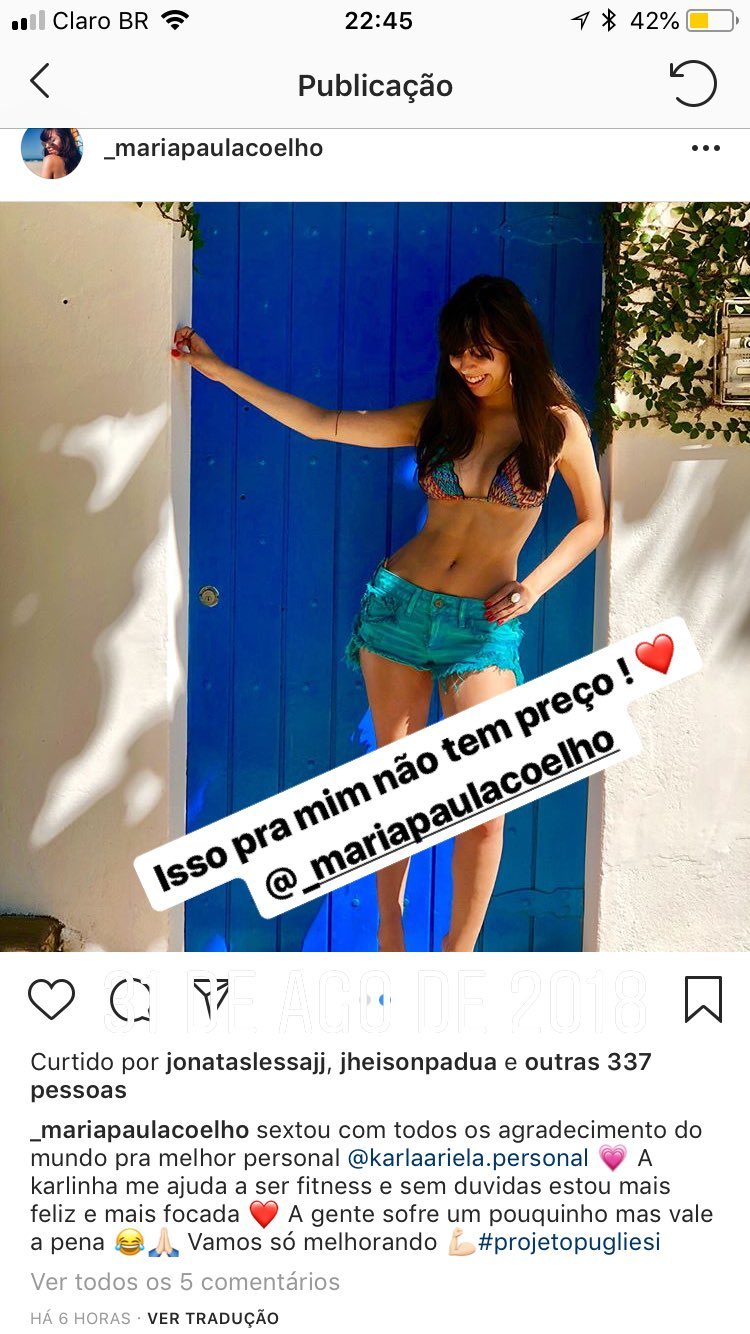 Claro BR
22:45
42%
Publicação
_mariapaulacoelho
Isso pra mim não tem preço ! ❤️
@_mariapaulacoelho
31 DE AGO DE 2018
Curtido por jonataslessajj, jheisonpadua e outras 337
pessoas
_mariapaulacoelho sextou com todos os agradecimento do
mundo pra melhor personal @karlaariela.personal 💗 A
karlinha me ajuda a ser fitness e sem duvidas estou mais
feliz e mais focada ❤️ A gente sofre um pouquinho mas vale
a pena 😂🙏🏻 Vamos só melhorando 💪🏻#projetopugliesi
Ver todos os 5 comentários
HÁ 6 HORAS · VER TRADUÇÃO